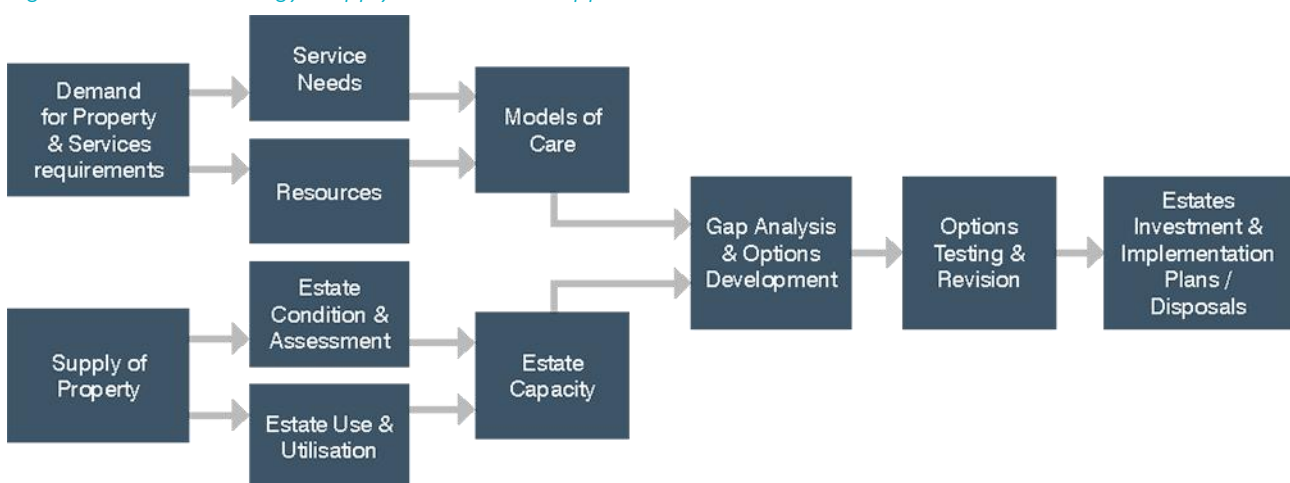 Demand
for Property
& Services
requirements
Service
Needs
Resources
Models of
Care
Supply of
Property
Estate
Condition &
Assessment
Estate Use &
Utilisation
Estate
Capacity
Gap Analysis
& Options
Development
Options
Testing &
Revision
Estates
Investment &
Implementation
Plans /
Disposals